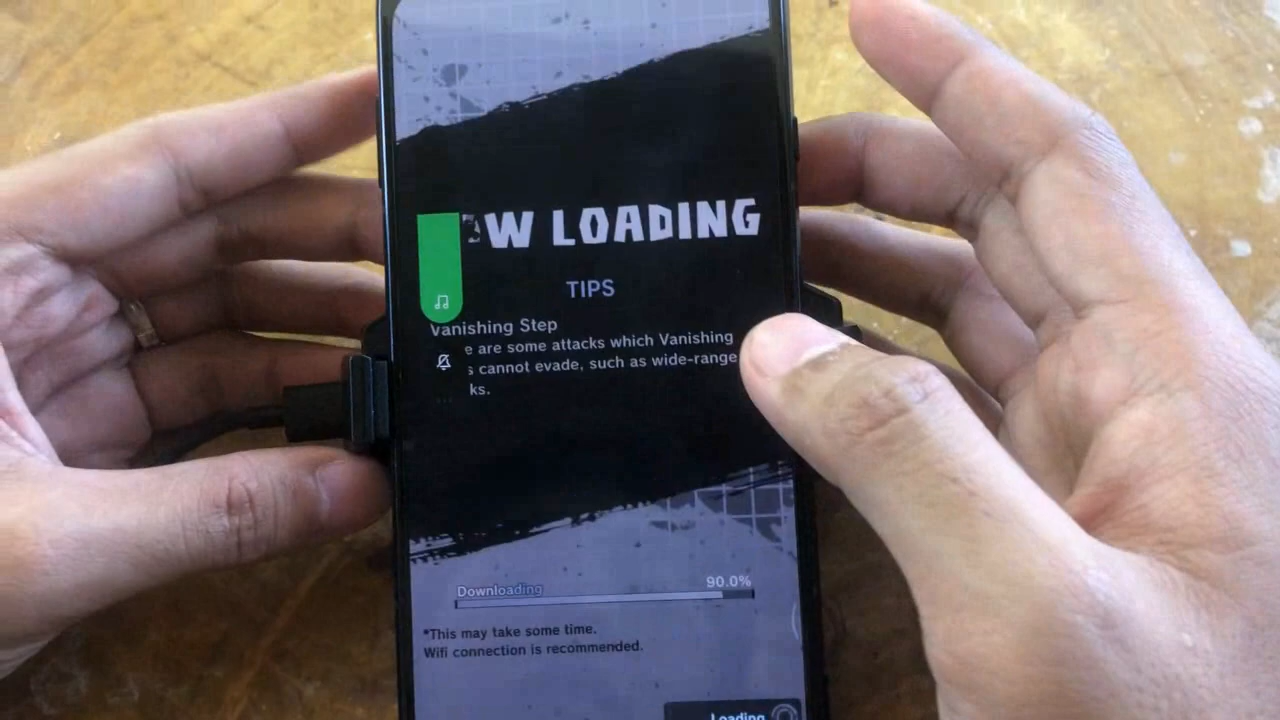 W LOADING
TIPS
Vanishing Step
e are some attacks which Vanishing
s cannot evade, such as wide-range
ks.
Downloading 90.0%
*This may take some time.
Wifi connection is recommended.
Loading